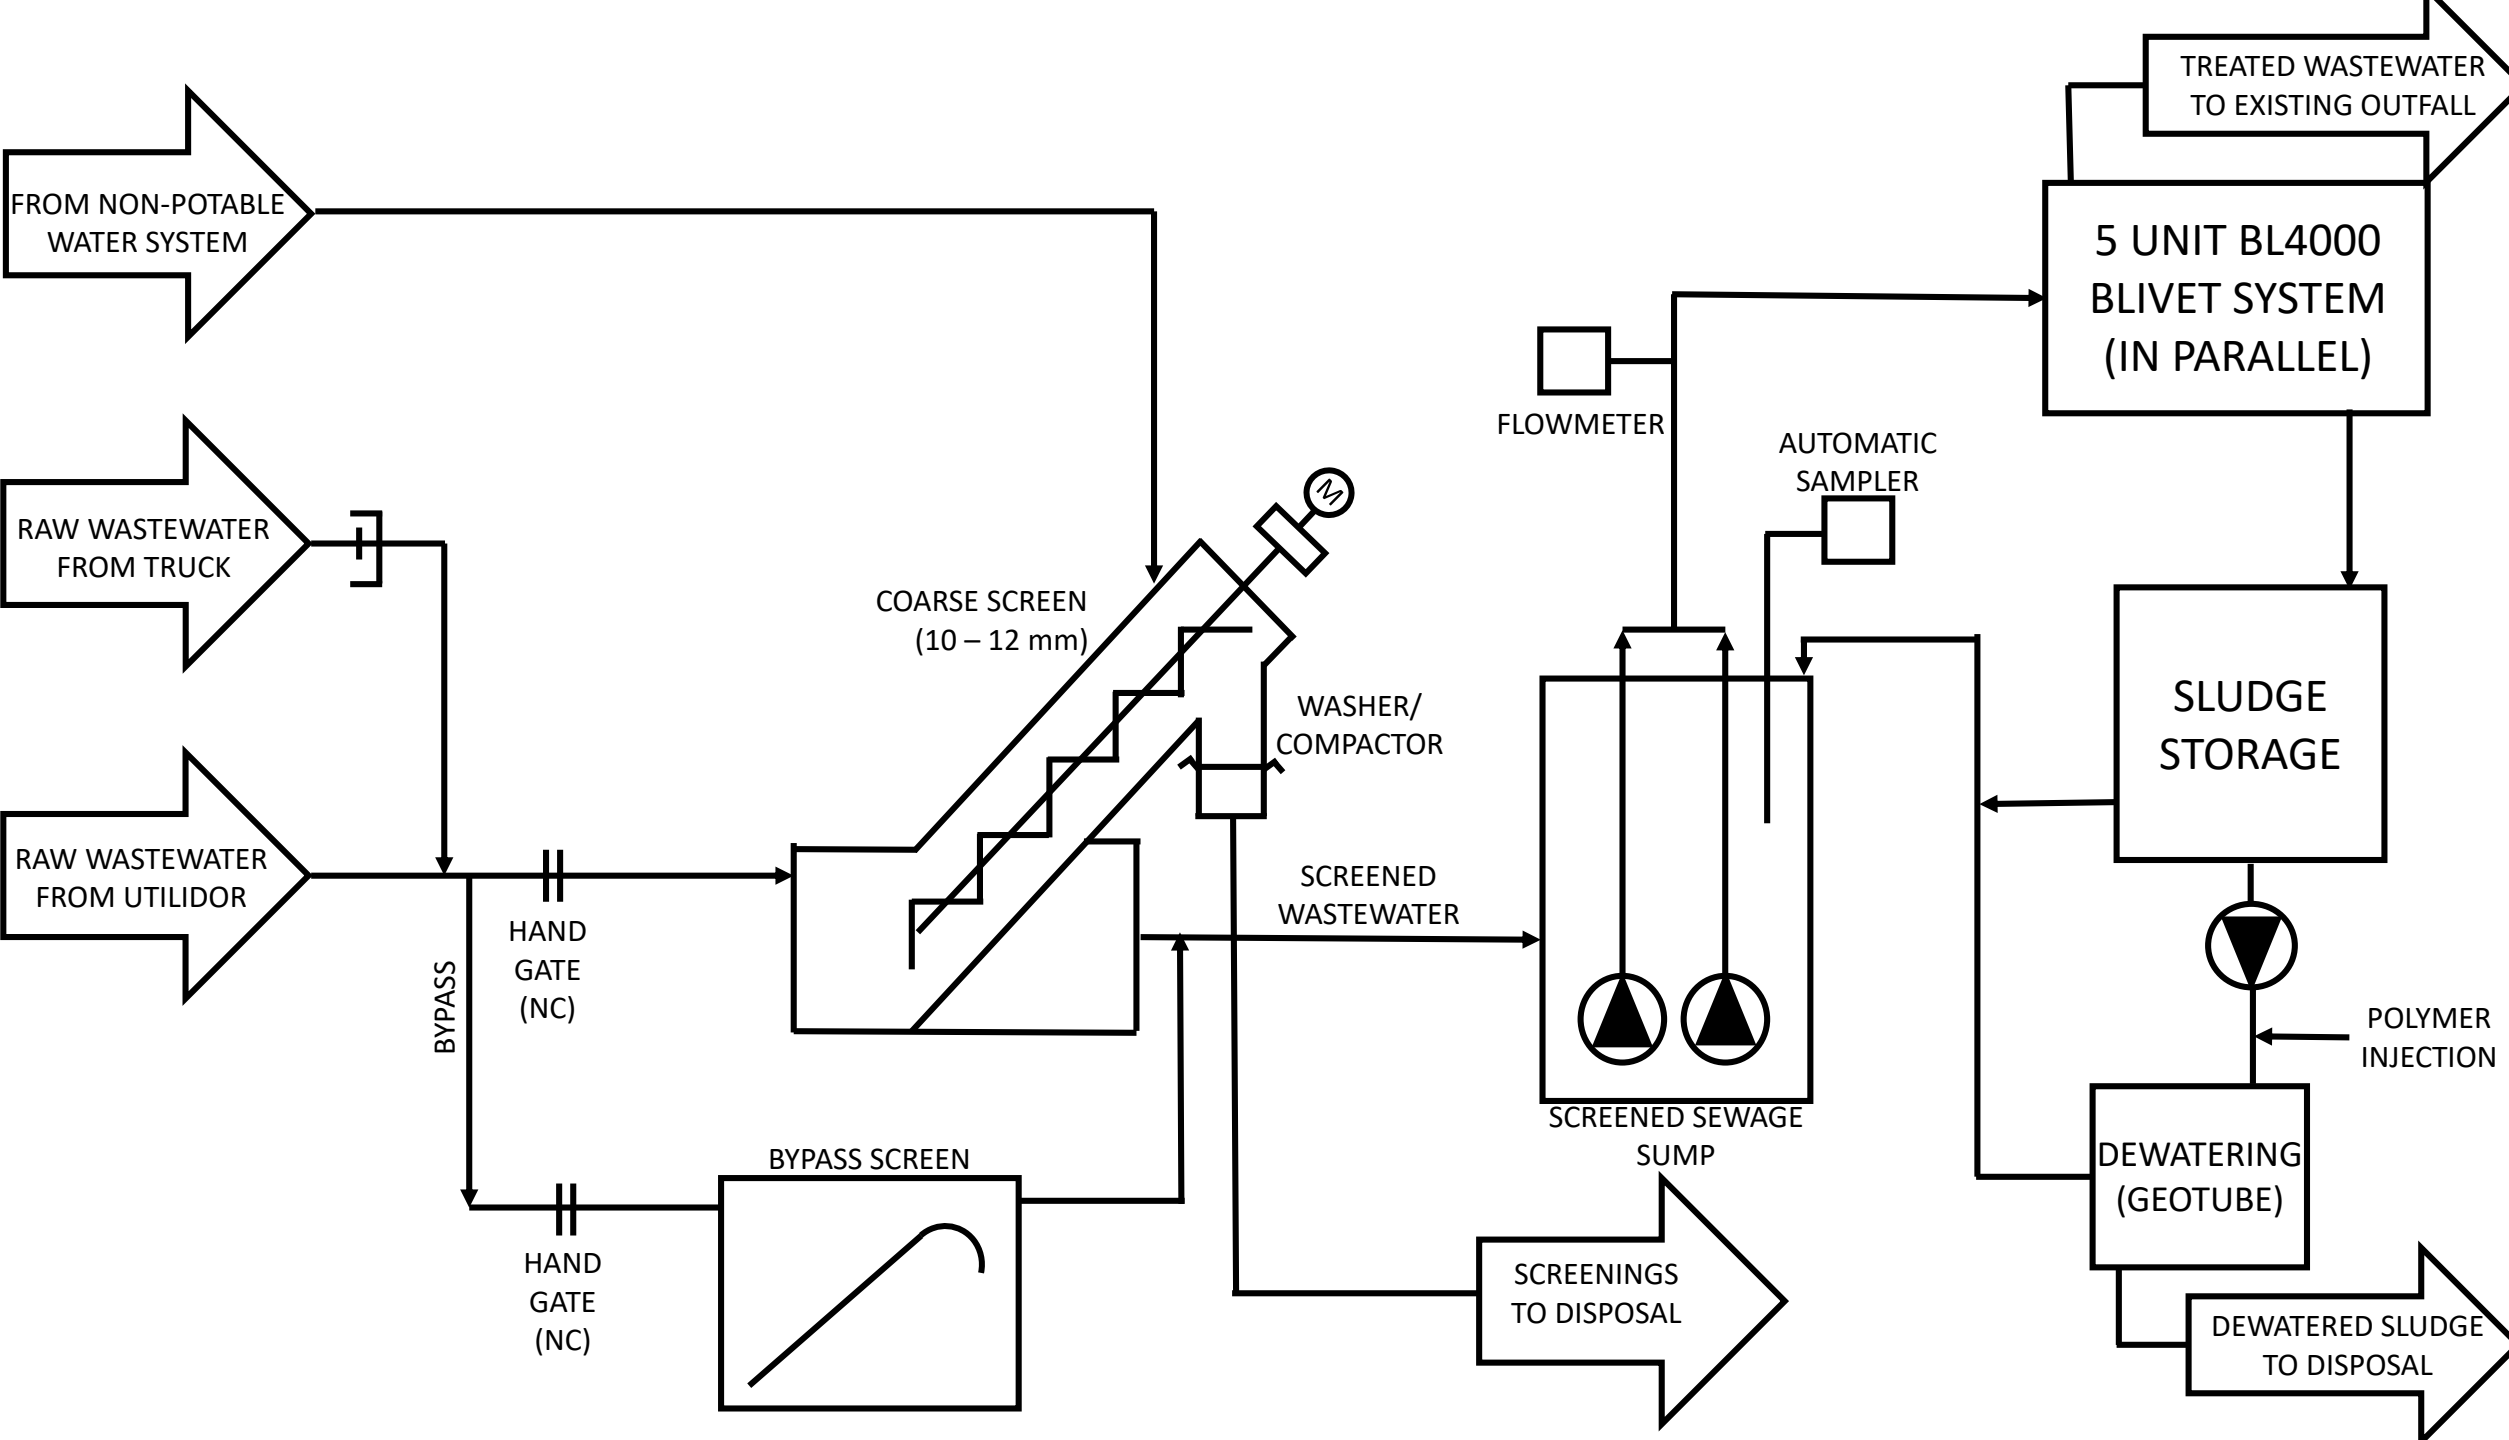 TREATED WASTEWATER
TO EXISTING OUTFALL
FROM NON-POTABLE
WATER SYSTEM
5 UNIT BL4000
BLIVET SYSTEM
(IN PARALLEL)
FLOWMETER
AUTOMATIC
SAMPLER
M
RAW WASTEWATER
FROM TRUCK
COARSE SCREEN
(10 – 12 mm)
WASHER/
COMPACTOR
SLUDGE
STORAGE
RAW WASTEWATER
FROM UTILIDOR
SCREENED
WASTEWATER
HAND
GATE
(NC)
BYPASS
POLYMER
INJECTION
SCREENED SEWAGE
SUMP
BYPASS SCREEN
DEWATERING
(GEOTUBE)
HAND
GATE
(NC)
SCREENINGS
TO DISPOSAL
DEWATERED SLUDGE
TO DISPOSAL